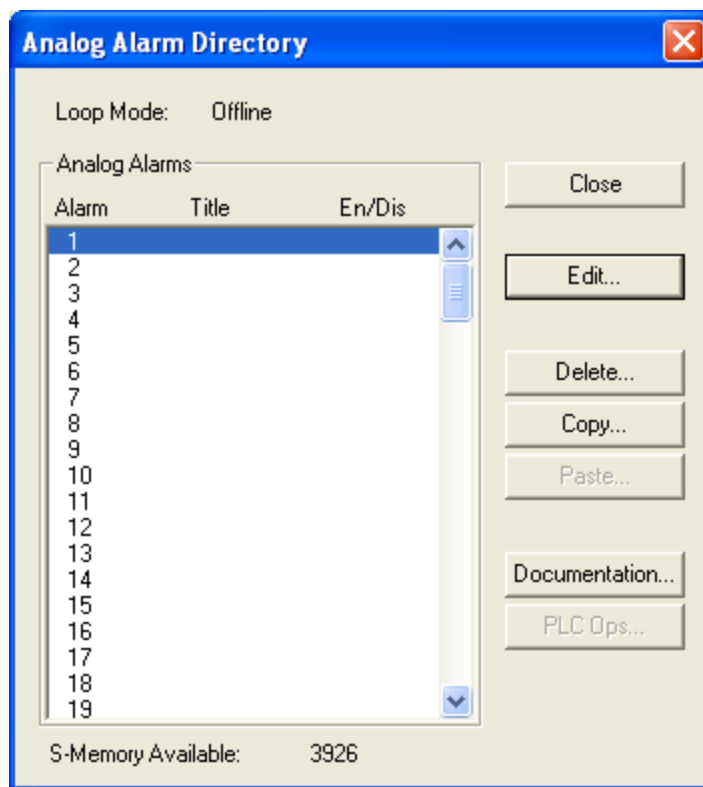 Analog Alarm Directory
Loop Mode: Offline
Analog Alarms
Alarm Title En/Dis
1
2
3
4
5
6
7
8
9
10
11
12
13
14
15
16
17
18
19
Close
Edit...
Delete...
Copy...
Paste...
Documentation...
PLC Ops...
S-Memory Available: 3926